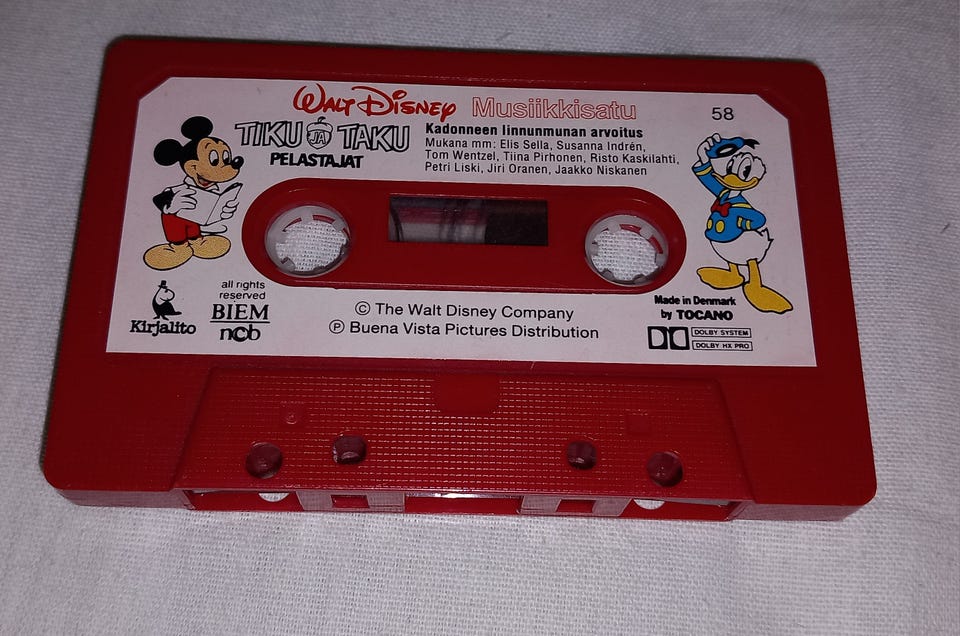 WALT DISNEY Musiikkisatu
58
TIKU JA TAKU
PELASTAJAT
Kadonneen linnunmunan arvoitus
Mukana mm: Elis Sella, Susanna Indrén,
Tom Wentzel, Tiina Pirhonen, Risto Kaskilahti,
Petri Liski, Jiri Oranen, Jaakko Niskanen
Kirjalito
all rights
reserved
BIEM
ncb
© The Walt Disney Company
℗ Buena Vista Pictures Distribution
Made in Denmark
by TOCANO
DOLBY SYSTEM
DOLBY HX PRO